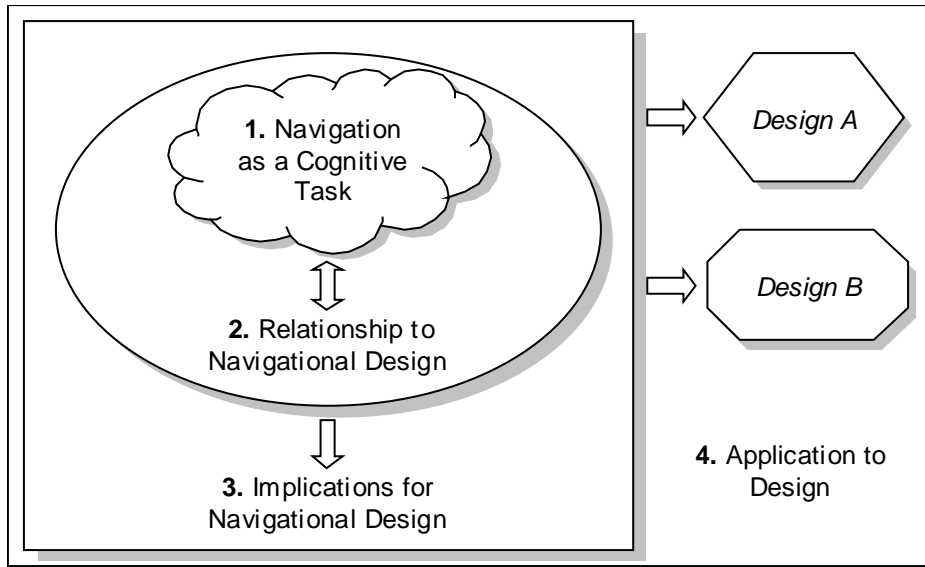 1. Navigation
as a Cognitive
Task
2. Relationship to
Navigational Design
3. Implications for
Navigational Design
Design A
Design B
4. Application to
Design